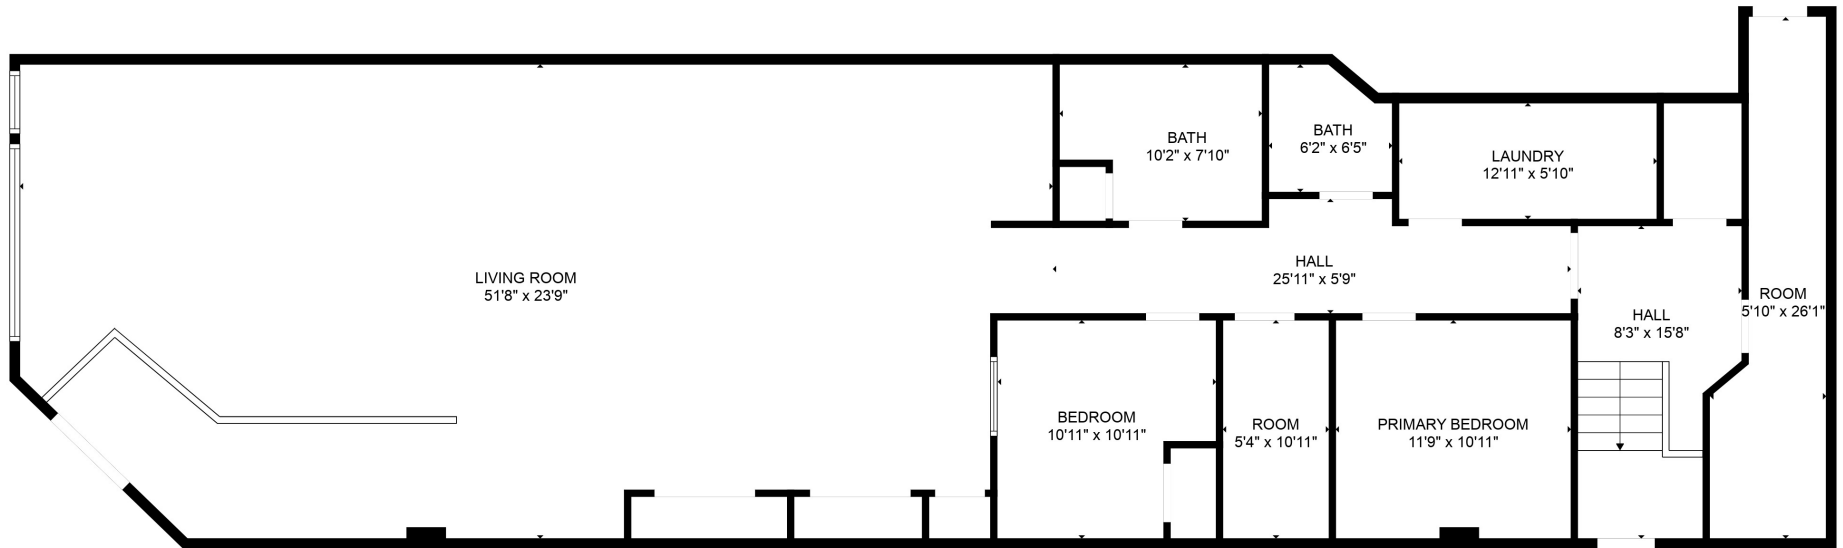 BATH
10'2" x 7'10"
BATH
6'2" x 6'5"
LAUNDRY
12'11" x 5'10"
LIVING ROOM
51'8" x 23'9"
HALL
25'11" x 5'9"
HALL
8'3" x 15'8"
ROOM
5'10" x 26'1"
BEDROOM
10'11" x 10'11"
ROOM
5'4" x 10'11"
PRIMARY BEDROOM
11'9" x 10'11"